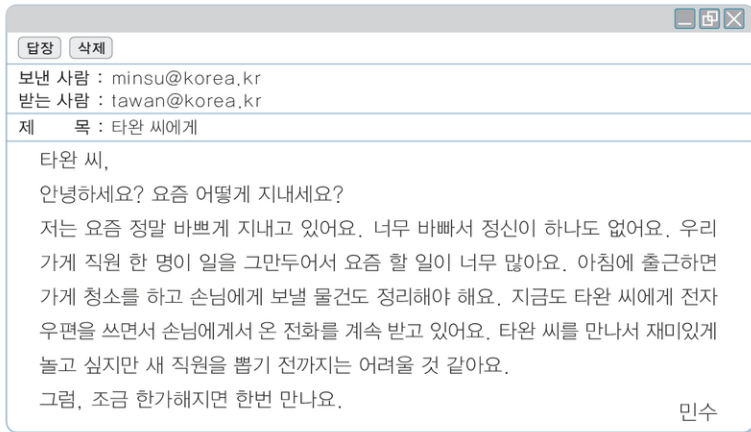 답장 삭제
보낸 사람 : minsu@korea.kr
받는 사람 : tawan@korea.kr
제 목 : 타완 씨에게
타완 씨,
안녕하세요? 요즘 어떻게 지내세요?
저는 요즘 정말 바쁘게 지내고 있어요. 너무 바빠서 정신이 하나도 없어요. 우리
가게 직원 한 명이 일을 그만두어서 요즘 할 일이 너무 많아요. 아침에 출근하면
가게 청소를 하고 손님에게 보낼 물건도 정리해야 해요. 지금도 타완 씨에게 전자
우편을 쓰면서 손님에게서 온 전화를 계속 받고 있어요. 타완 씨를 만나서 재미있게
놀고 싶지만 새 직원을 뽑기 전까지는 어려울 것 같아요.
그럼, 조금 한가해지면 한번 만나요.
민수